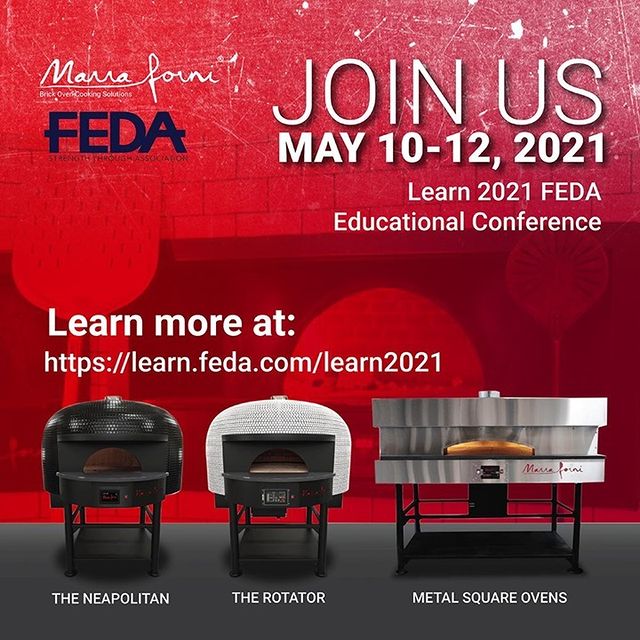 Marra Forni
Brick Oven Cooking Solutions
FEDA
STRENGTH THROUGH ASSOCIATION
JOIN US
MAY 10-12, 2021
Learn 2021 FEDA
Educational Conference
Learn more at:
https://learn.feda.com/learn2021
Marra Forni
THE NEAPOLITAN
THE ROTATOR
METAL SQUARE OVENS